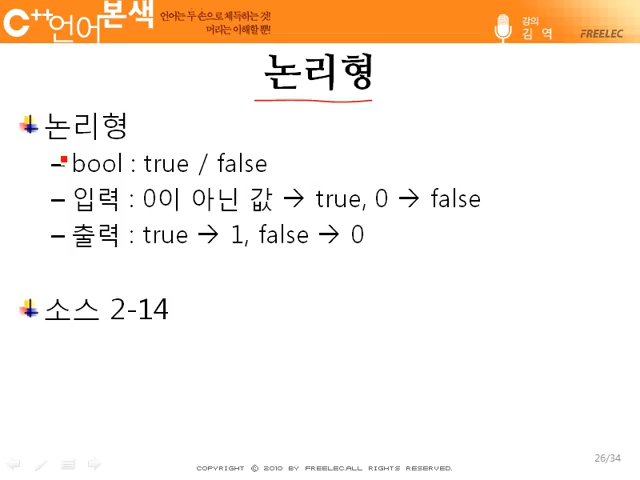 C++언어본색
언어는 두 손으로 체득하는 것!
머리는 이해할 뿐!!
강의
김 역
FREELEC
논리형
논리형
– bool : true / false
– 입력 : 0이 아닌 값 → true, 0 → false
– 출력 : true → 1, false → 0
소스 2-14
26/34
COPYRIGHT © 2010 BY FREELEC.ALL RIGHTS RESERVED.